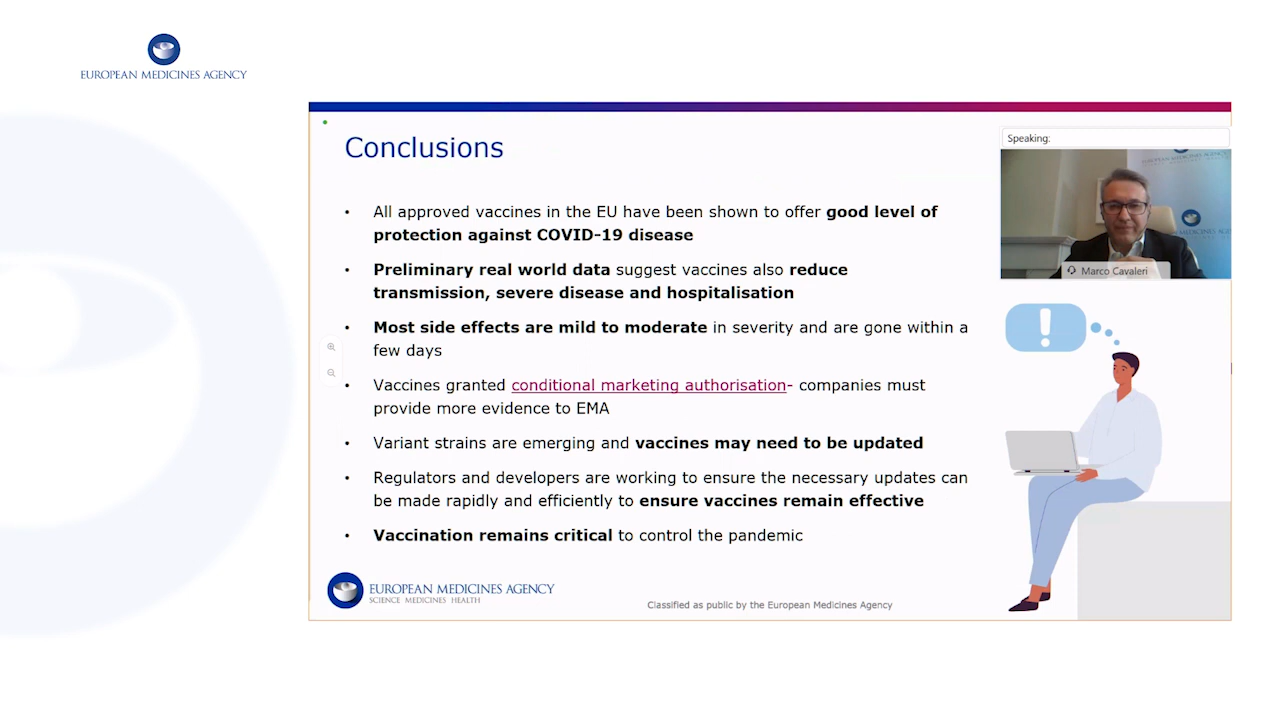 EUROPEAN MEDICINES AGENCY
Conclusions
• All approved vaccines in the EU have been shown to offer good level of
protection against COVID-19 disease
• Preliminary real world data suggest vaccines also reduce
transmission, severe disease and hospitalisation
• Most side effects are mild to moderate in severity and are gone within a
few days
• Vaccines granted conditional marketing authorisation- companies must
provide more evidence to EMA
• Variant strains are emerging and vaccines may need to be updated
• Regulators and developers are working to ensure the necessary updates can
be made rapidly and efficiently to ensure vaccines remain effective
• Vaccination remains critical to control the pandemic
EUROPEAN MEDICINES AGENCY
SCIENCE MEDICINES HEALTH
Classified as public by the European Medicines Agency
Speaking:
EUROPEAN MEDICINES AGENCY
Marco Cavaleri
!